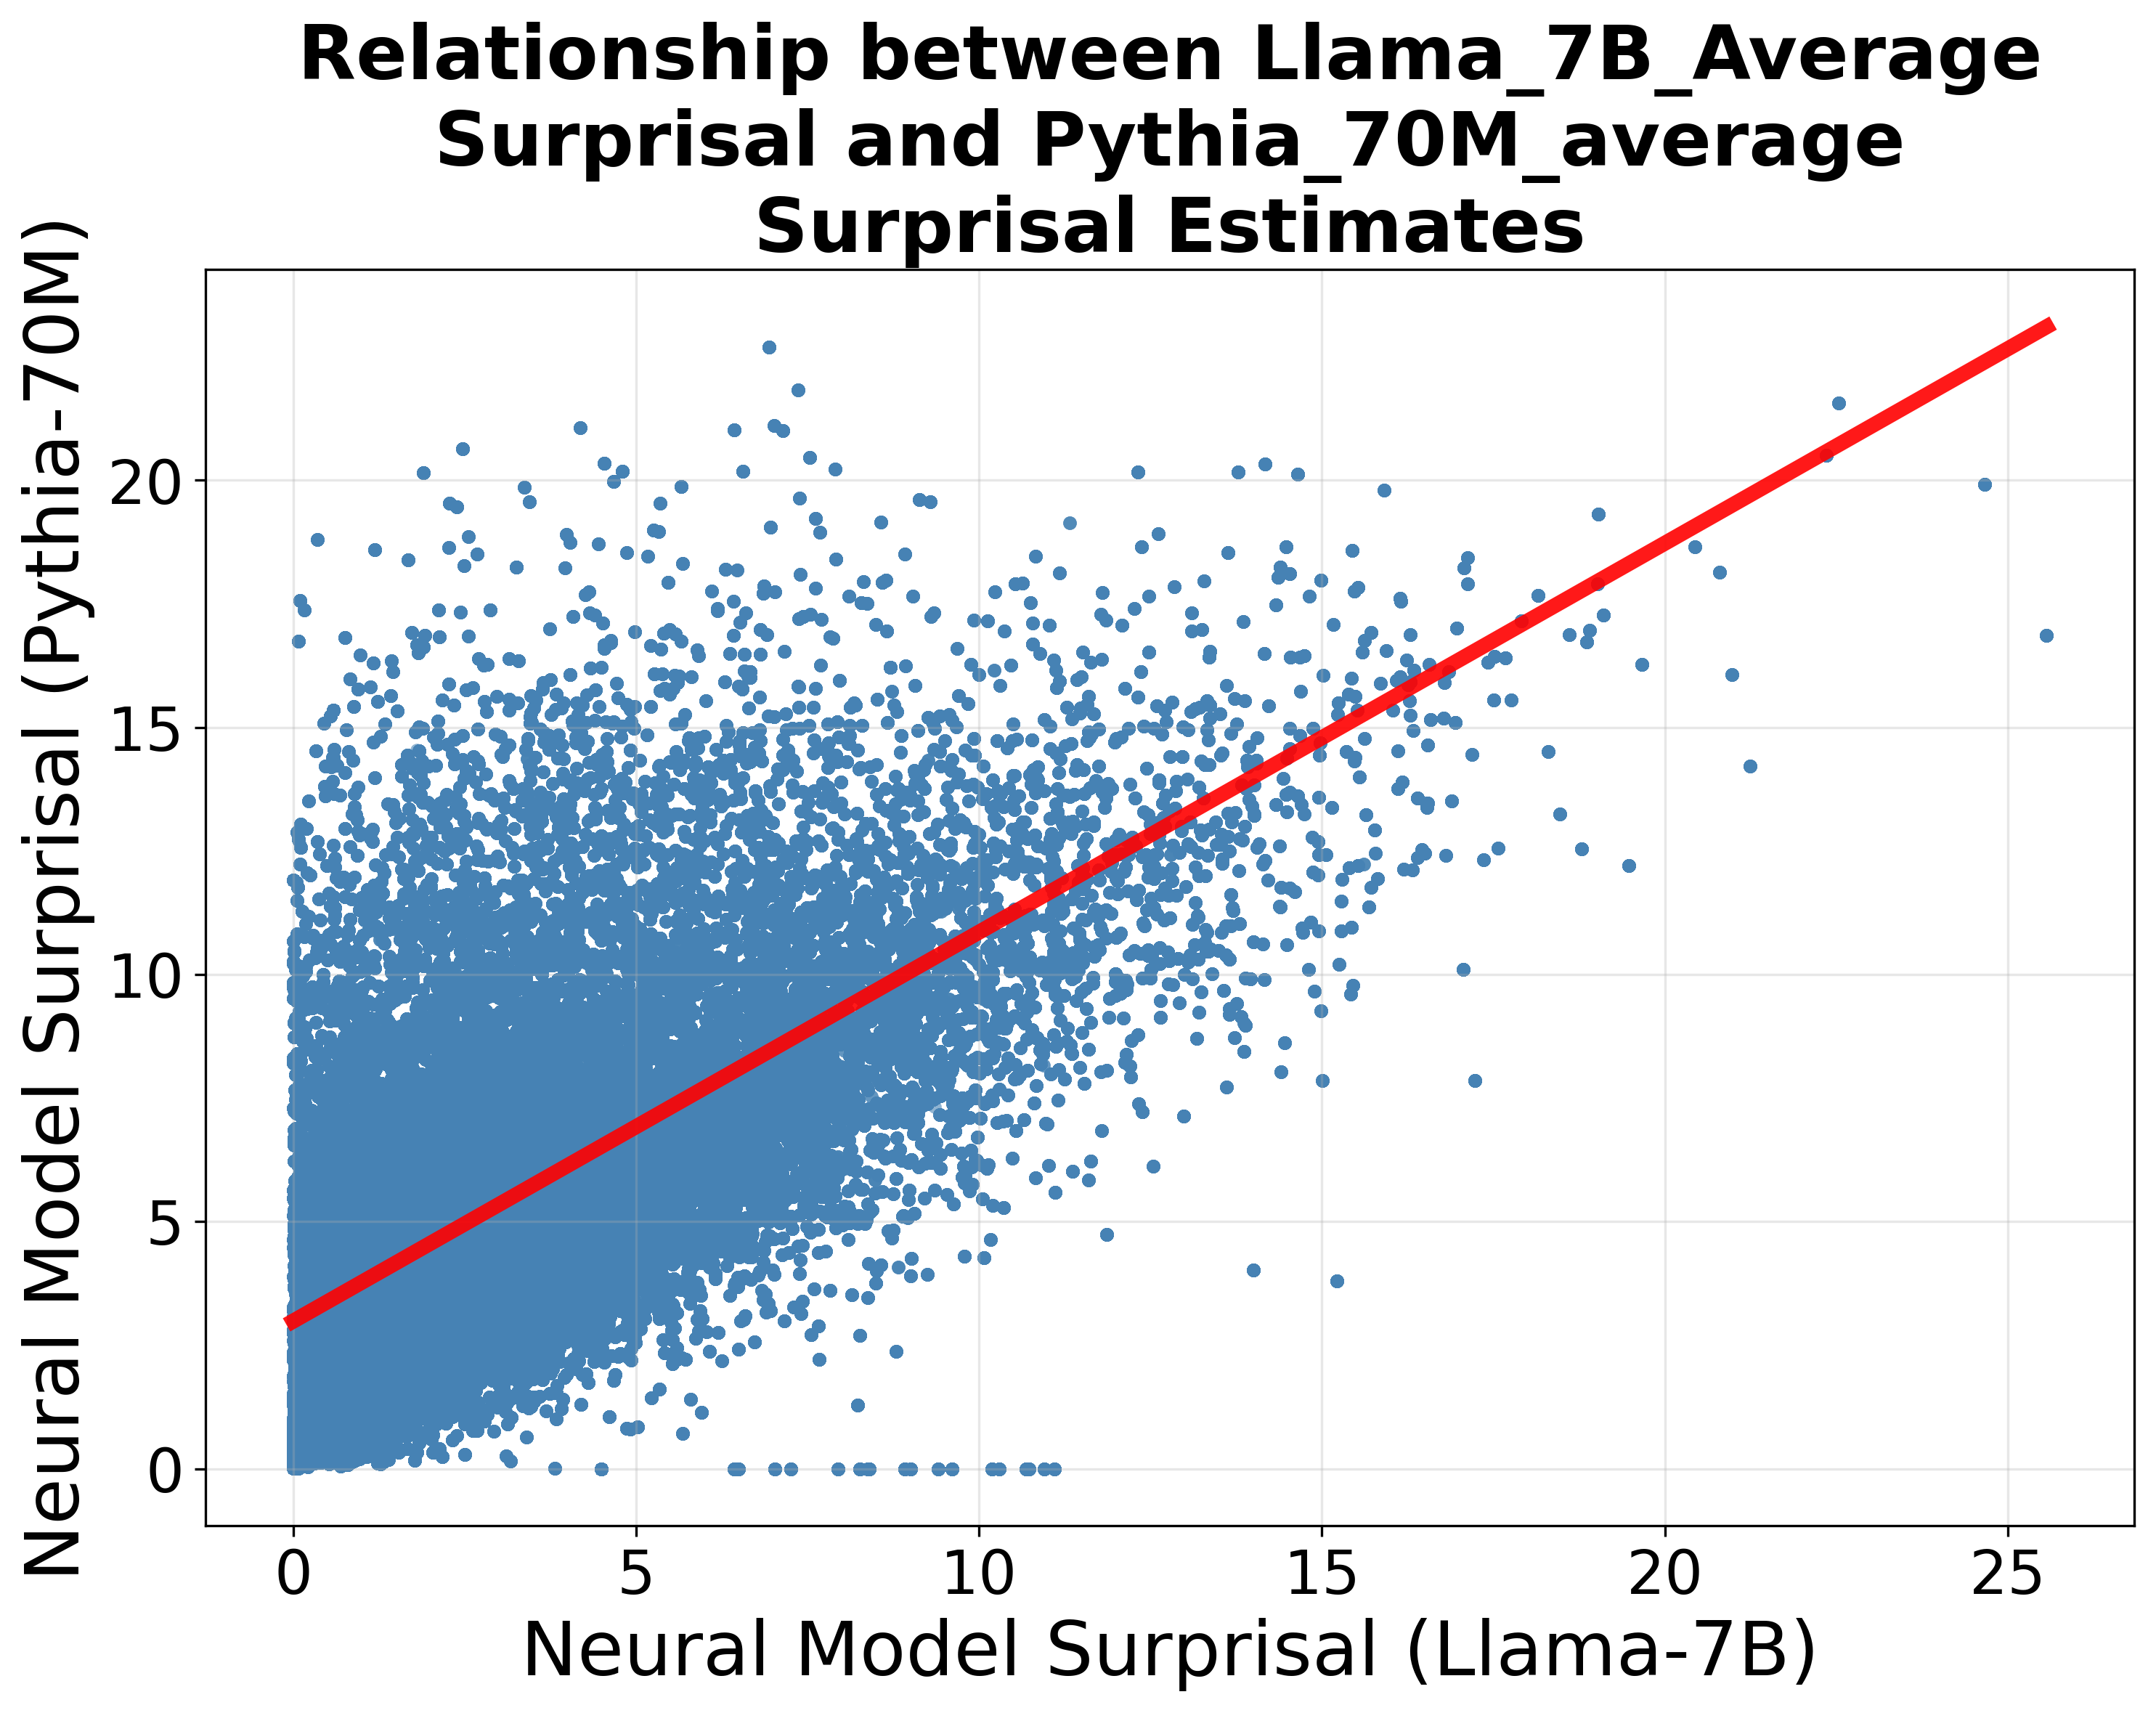 Relationship between Llama_7B_Average
Surprisal and Pythia_70M_average
Surprisal Estimates
Neural Model Surprisal (Pythia-70M)
20
15
10
5
0
0 5 10 15 20 25
Neural Model Surprisal (Llama-7B)